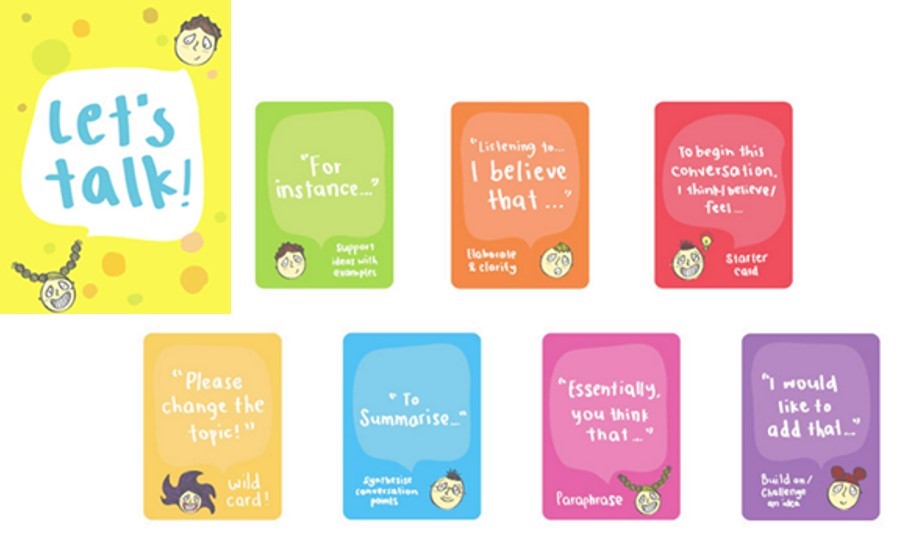 Let's
talk!
"For
instance..."
Support
ideas with
examples
"Listening to...
I believe
that ..."
Elaborate
& clarify
To begin this
conversation,
I think/believe/
feel...
Starter
card
"Please
change the
topic!"
wild
card!
"To
Summarise..."
Synthesise
conversation
points
"Essentially,
you think
that ..."
Paraphrase
"I would
like to
add that..."
Build on/
Challenge
an idea